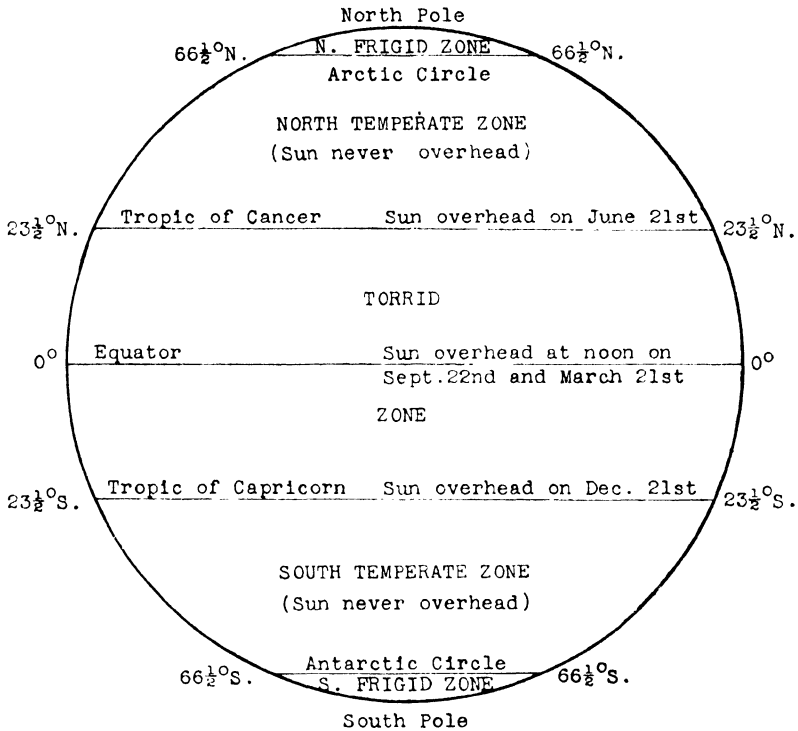 North Pole
66½°N. N. FRIGID ZONE 66½°N.
Arctic Circle
NORTH TEMPERATE ZONE
(Sun never overhead)
23½°N. Tropic of Cancer Sun overhead on June 21st 23½°N.
TORRID
0° Equator Sun overhead at noon on 0°
Sept.22nd and March 21st
ZONE
23½°S. Tropic of Capricorn Sun overhead on Dec. 21st 23½°S.
SOUTH TEMPERATE ZONE
(Sun never overhead)
66½°S. Antarctic Circle 66½°S.
S. FRIGID ZONE
South Pole